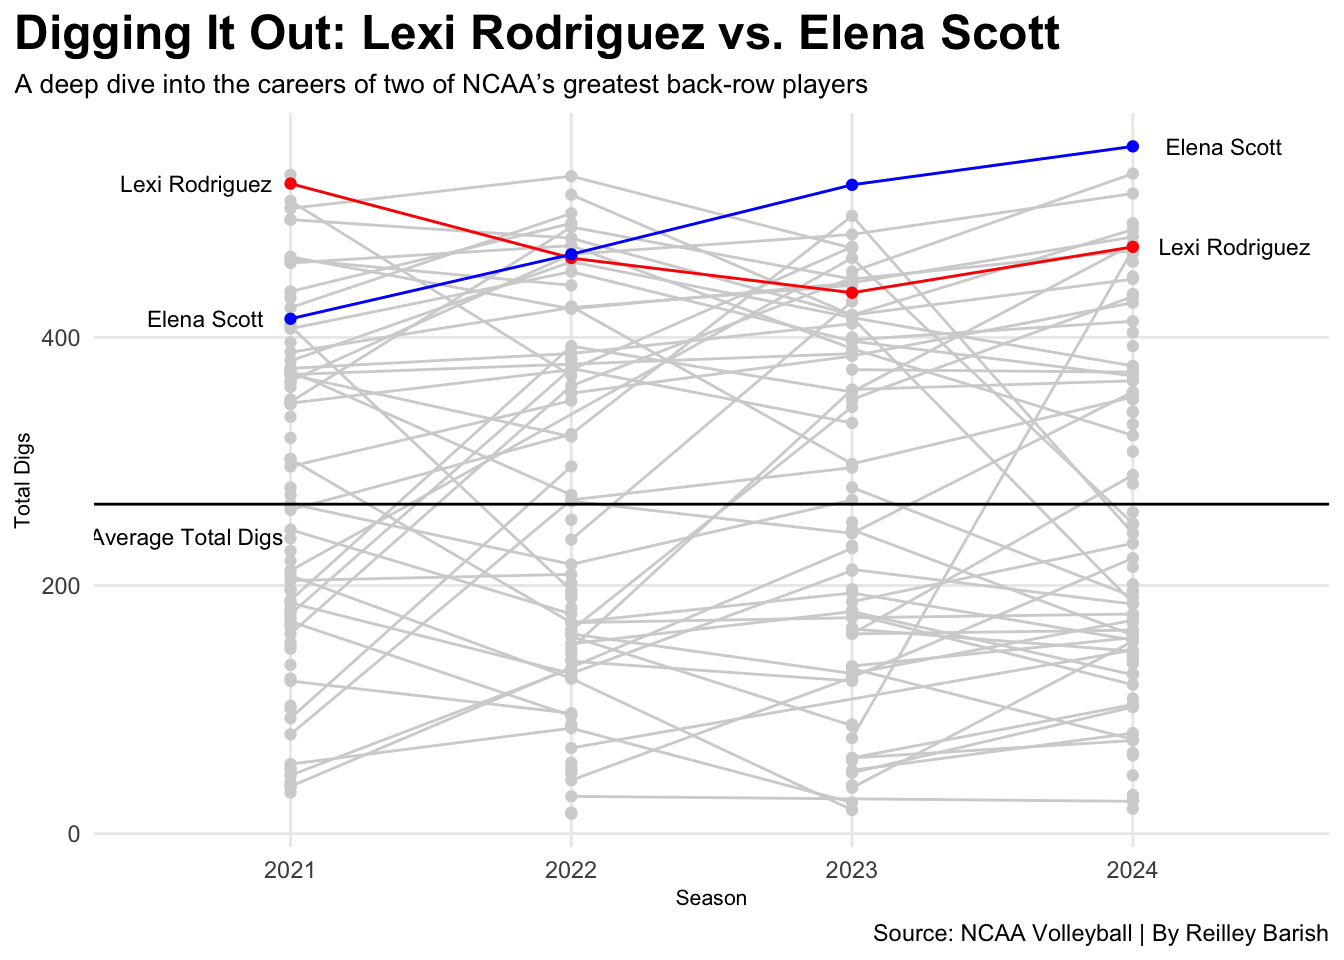 Digging It Out: Lexi Rodriguez vs. Elena Scott
A deep dive into the careers of two of NCAA’s greatest back-row players
Elena Scott
Lexi Rodriguez
Lexi Rodriguez
Elena Scott
400
Total Digs
Average Total Digs
200
0
2021 2022 2023 2024
Season
Source: NCAA Volleyball | By Reilley Barish